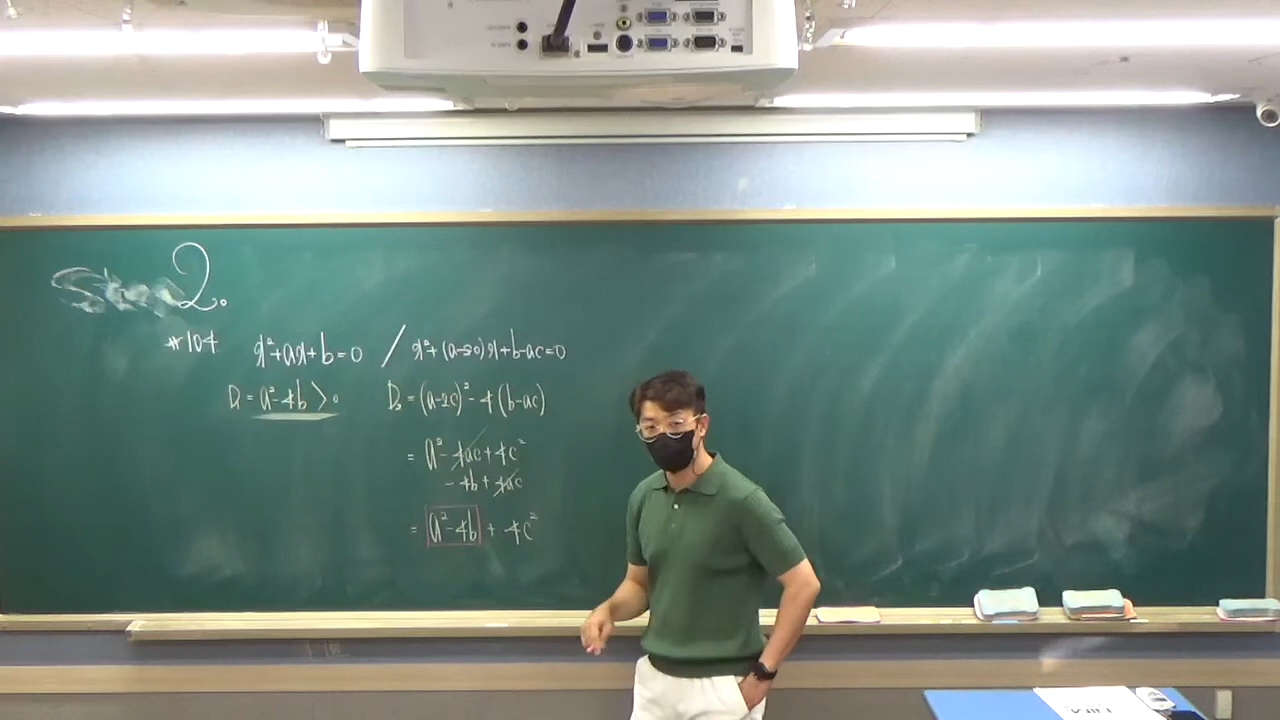 Step 2.
#104
x²+ax+b=0 / x²+(a-2c)x+b-ac=0
D₁=a²-4b>0
D₂=(a-2c)²-4(b-ac)
=a²-4ac+4c²
-4b+4ac
=a²-4b+4c²